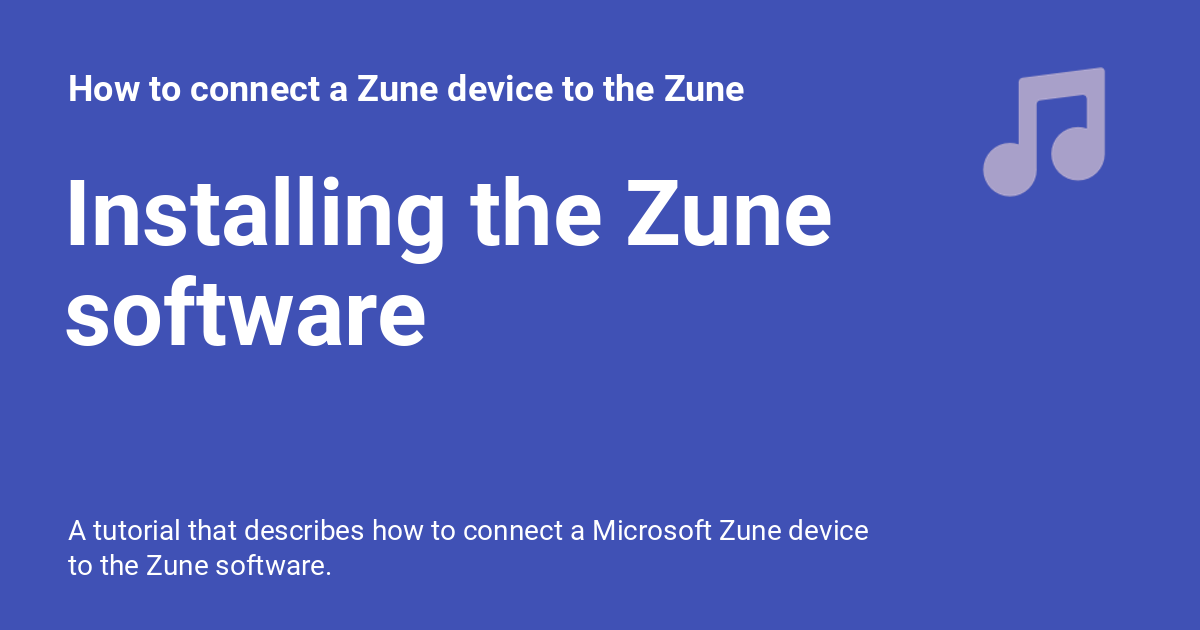 How to connect a Zune device to the Zune
Installing the Zune
software
A tutorial that describes how to connect a Microsoft Zune device
to the Zune software.